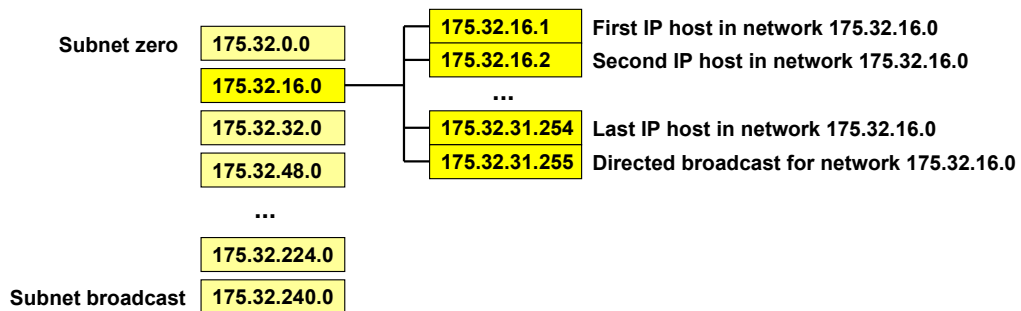 Subnet zero
175.32.0.0
175.32.16.0
175.32.32.0
175.32.48.0
...
175.32.224.0
Subnet broadcast
175.32.240.0
175.32.16.1 First IP host in network 175.32.16.0
175.32.16.2 Second IP host in network 175.32.16.0
...
175.32.31.254 Last IP host in network 175.32.16.0
175.32.31.255 Directed broadcast for network 175.32.16.0